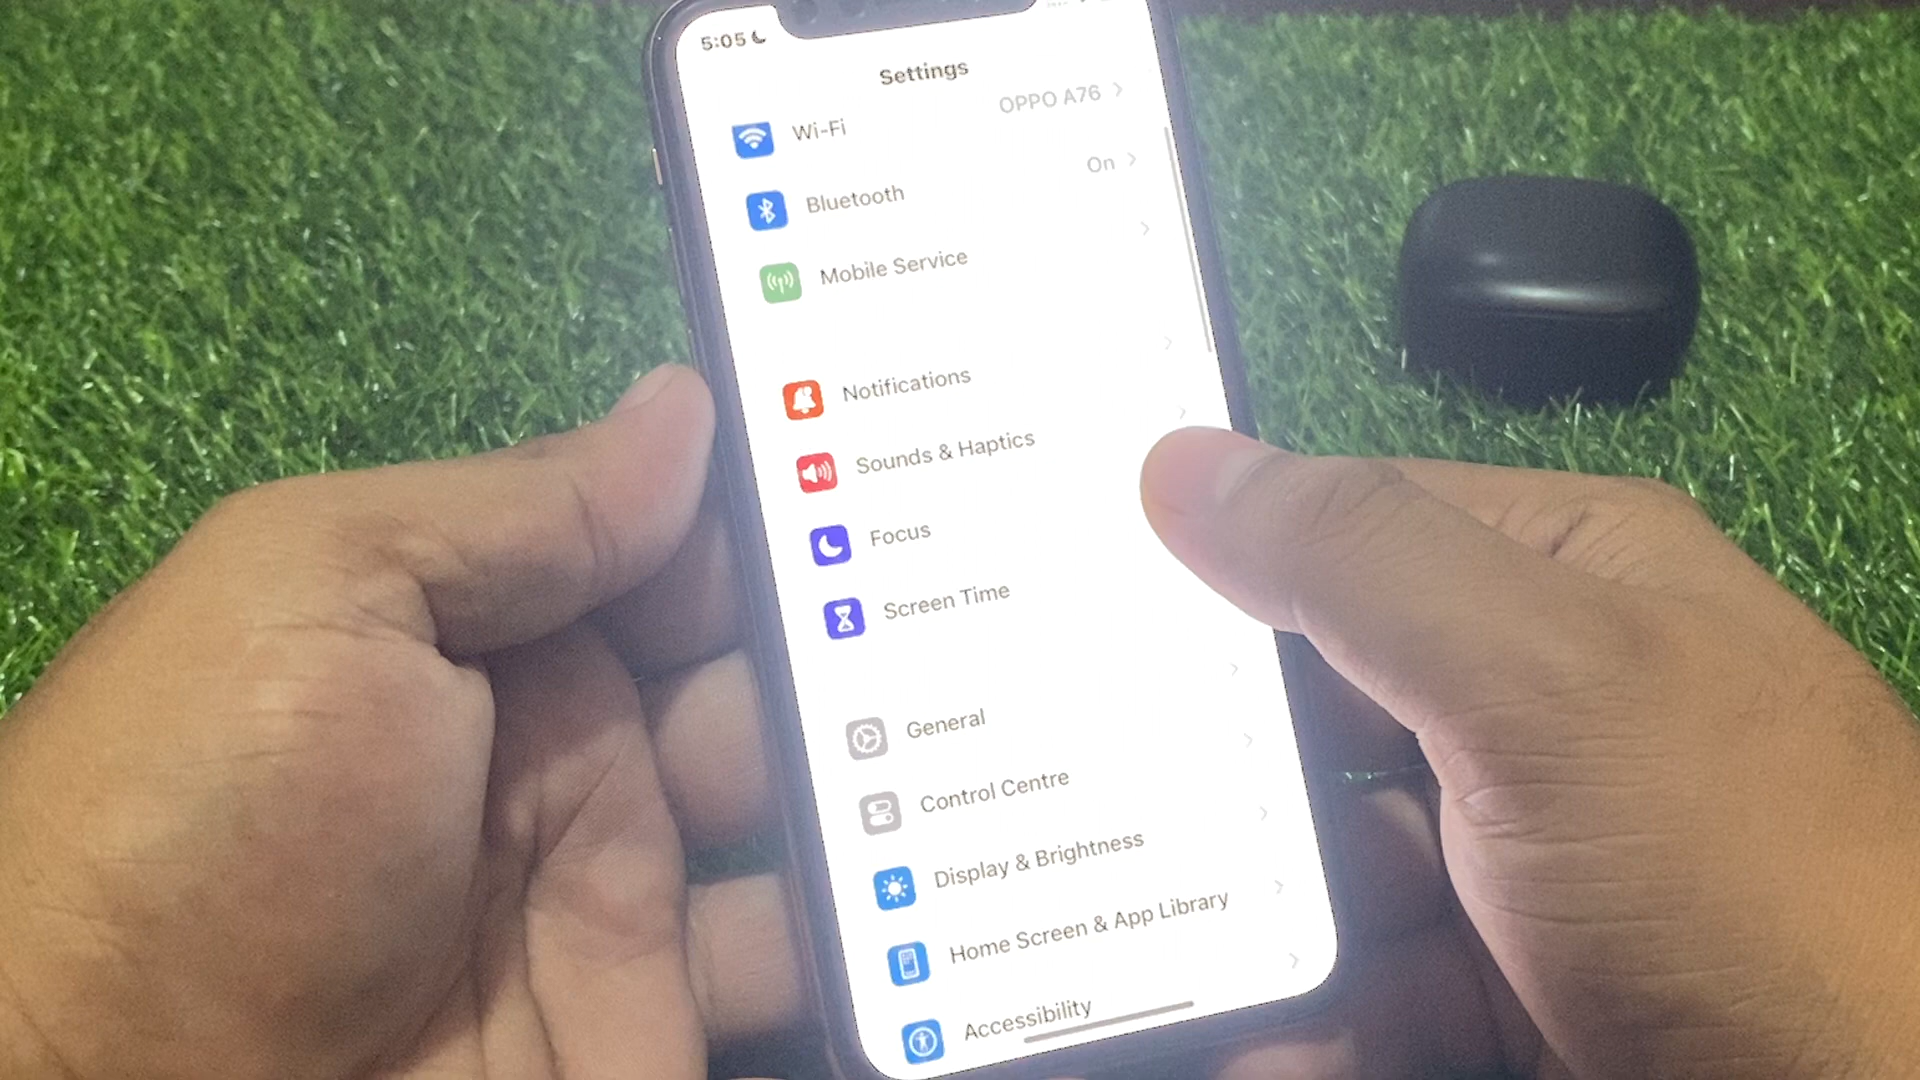 5:05
Settings
Wi-Fi OPPO A76
Bluetooth On
Mobile Service
Notifications
Sounds & Haptics
Focus
Screen Time
General
Control Centre
Display & Brightness
Home Screen & App Library
Accessibility